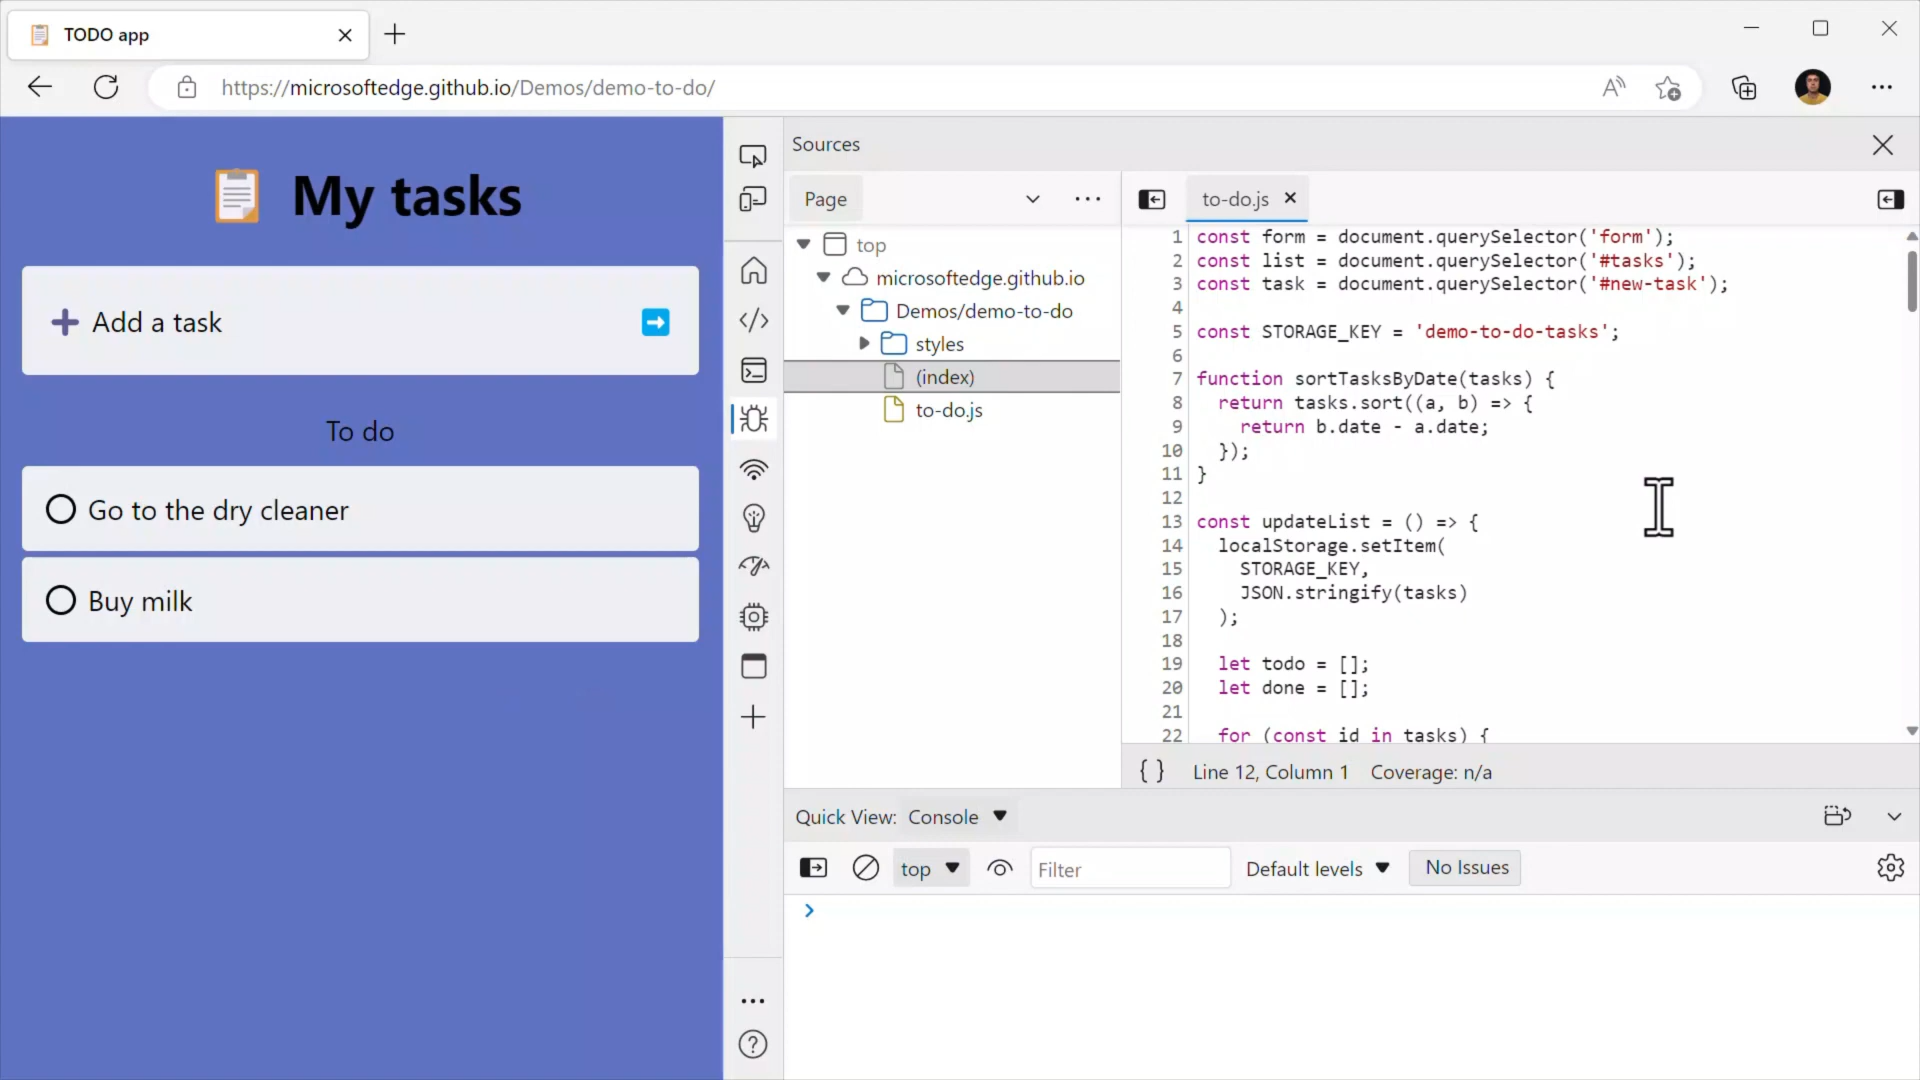 TODO app
https://microsoftedge.github.io/Demos/demo-to-do/
My tasks
Add a task
To do
Go to the dry cleaner
Buy milk
Sources
Page
top
microsoftedge.github.io
Demos/demo-to-do
styles
(index)
to-do.js
to-do.js
1 const form = document.querySelector('form');
2 const list = document.querySelector('#tasks');
3 const task = document.querySelector('#new-task');
4
5 const STORAGE_KEY = 'demo-to-do-tasks';
6
7 function sortTasksByDate(tasks) {
8 return tasks.sort((a, b) => {
9 return b.date - a.date;
10 });
11 }
12
13 const updateList = () => {
14 localStorage.setItem(
15 STORAGE_KEY,
16 JSON.stringify(tasks)
17 );
18
19 let todo = [];
20 let done = [];
21
22 for (const id in tasks) {
{ } Line 12, Column 1 Coverage: n/a
Quick View: Console
top Filter Default levels No Issues